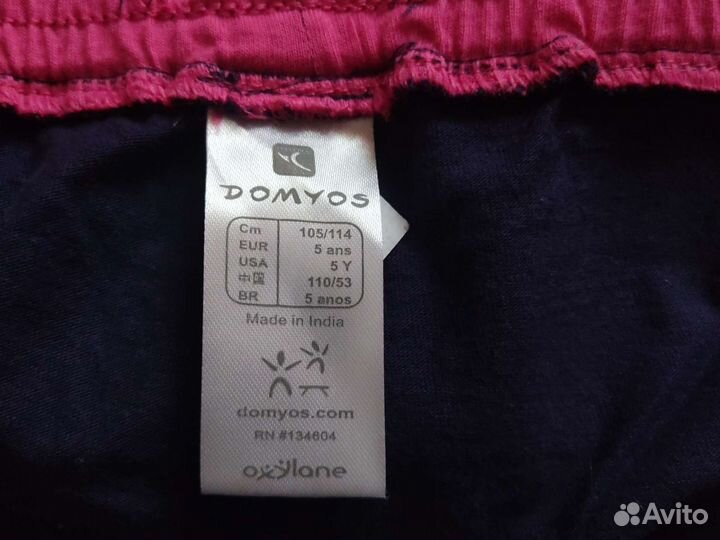 DOMYOS
Cm 105/114
EUR 5 ans
USA 5 Y
中国 110/53
BR 5 anos
Made in India
domyos.com
RN #134604
oxylane
Avito